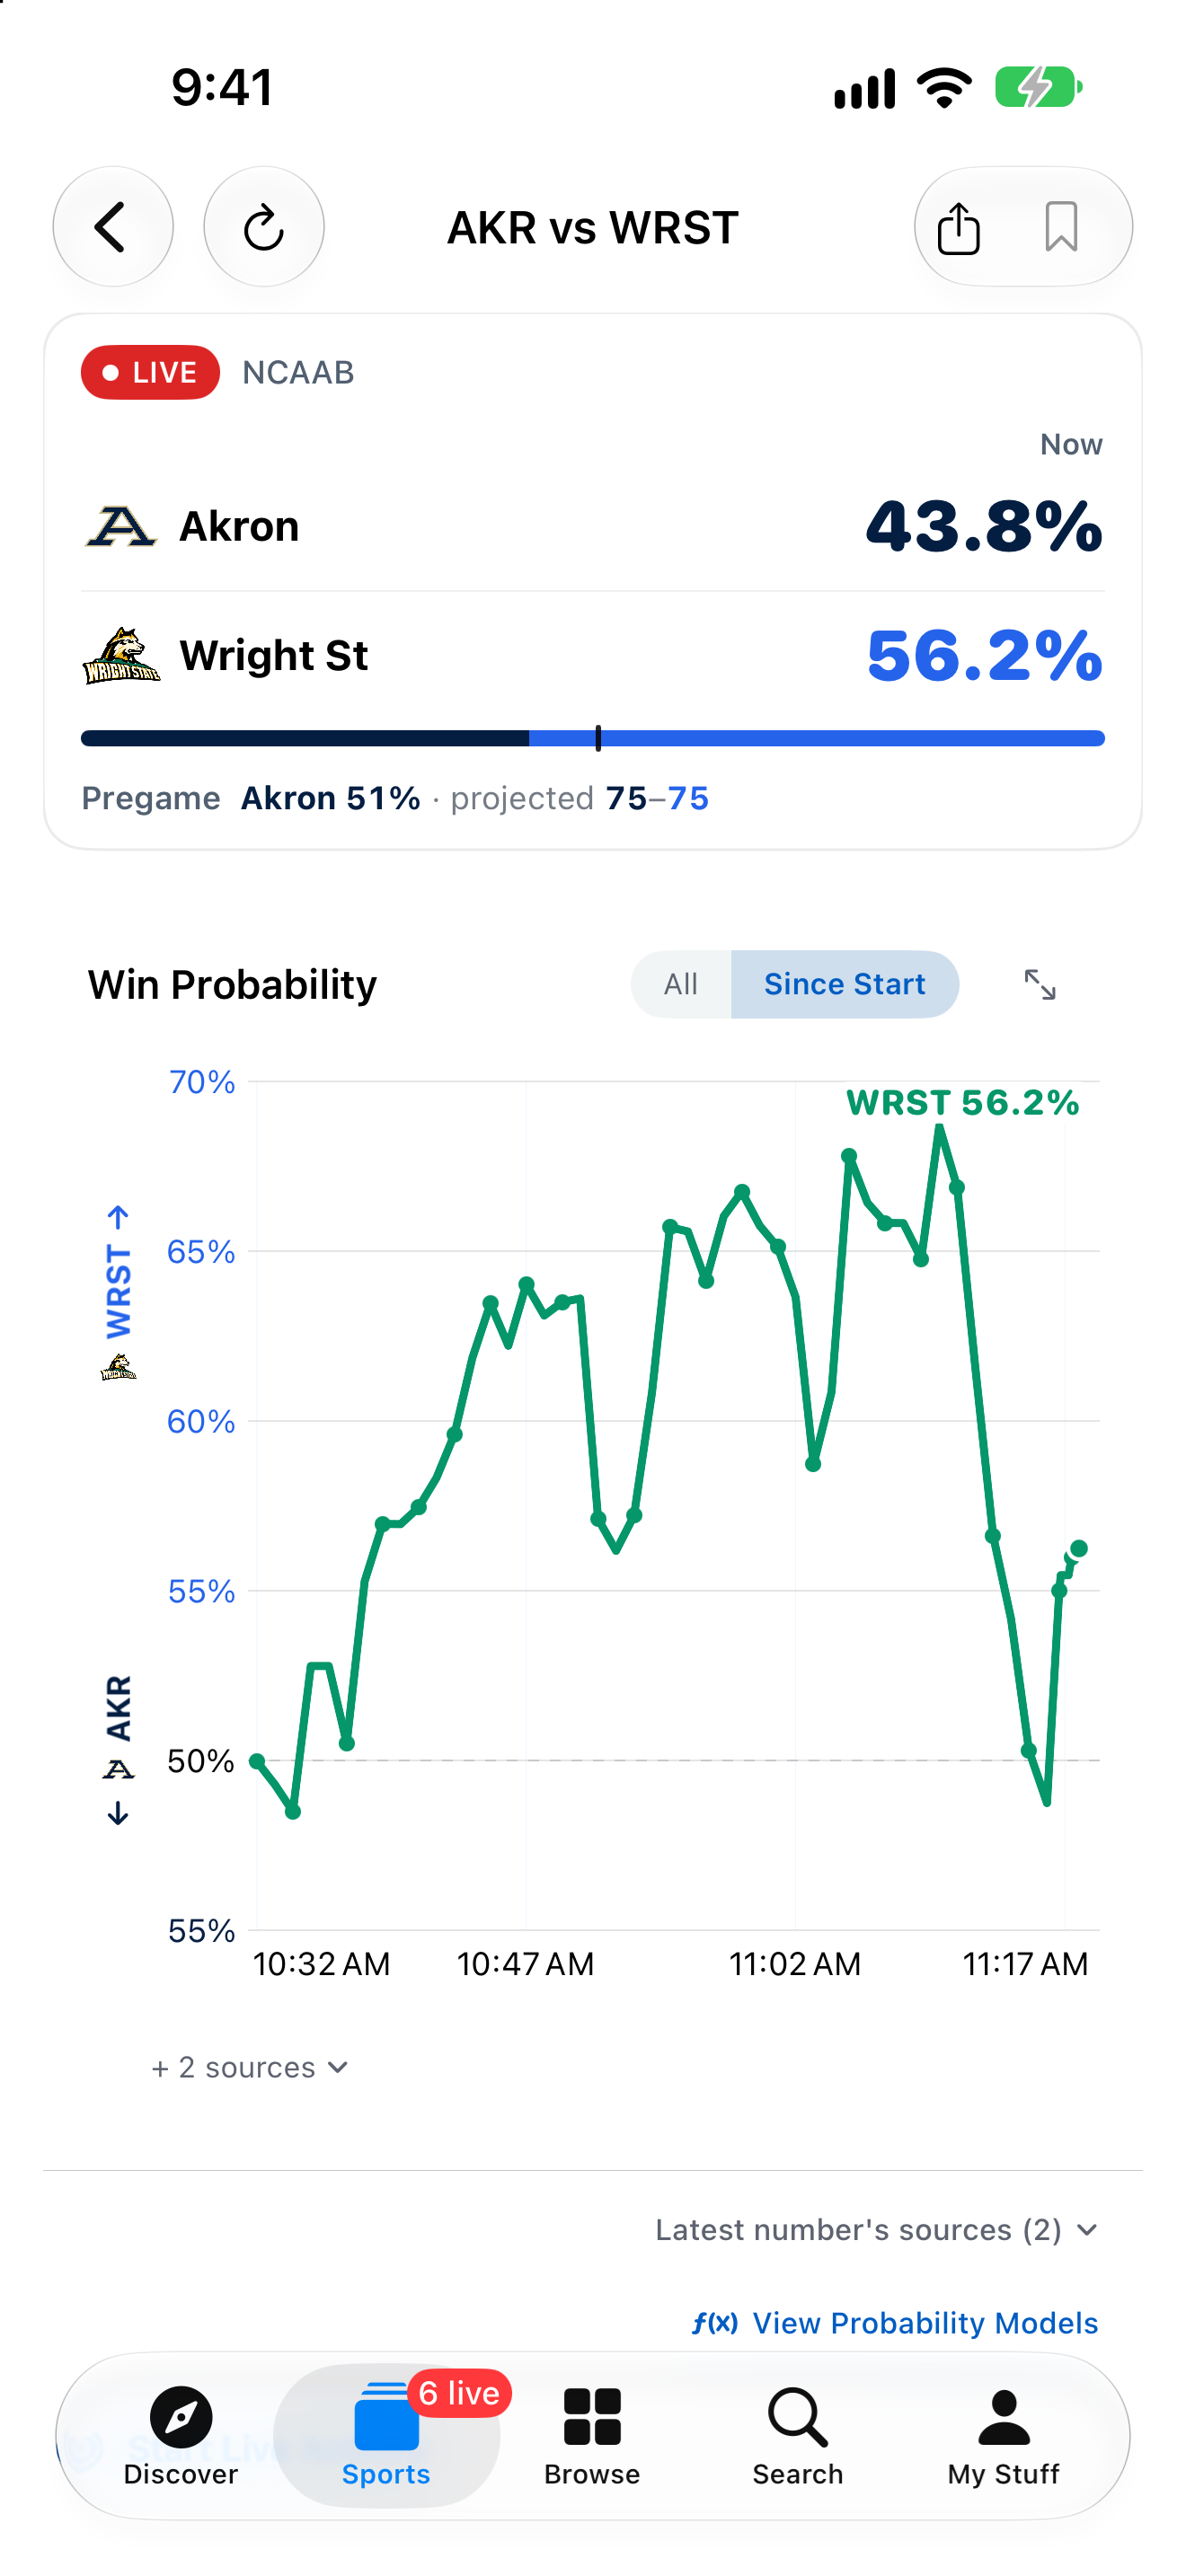 9:41
AKR vs WRST
LIVE NCAAB
Now
Akron 43.8%
WRIGHT STATE
Wright St 56.2%
Pregame Akron 51% · projected 75–75
Win Probability
All Since Start
WRST 56.2%
70%
65%
60%
55%
50%
55%
WRST
AKR
10:32 AM 10:47 AM 11:02 AM 11:17 AM
+ 2 sources
Latest number's sources (2)
f(x) View Probability Models
6 live
Discover Sports Browse Search My Stuff